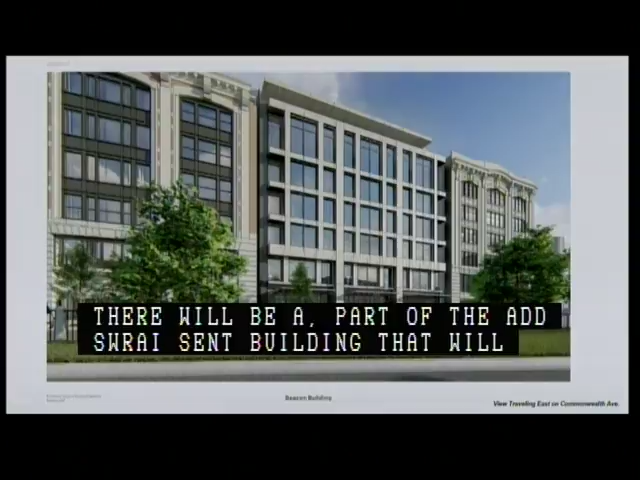 THERE WILL BE A, PART OF THE ADD
SWRAI SENT BUILDING THAT WILL
Beacon Building
View Traveling East on Commonwealth Ave.